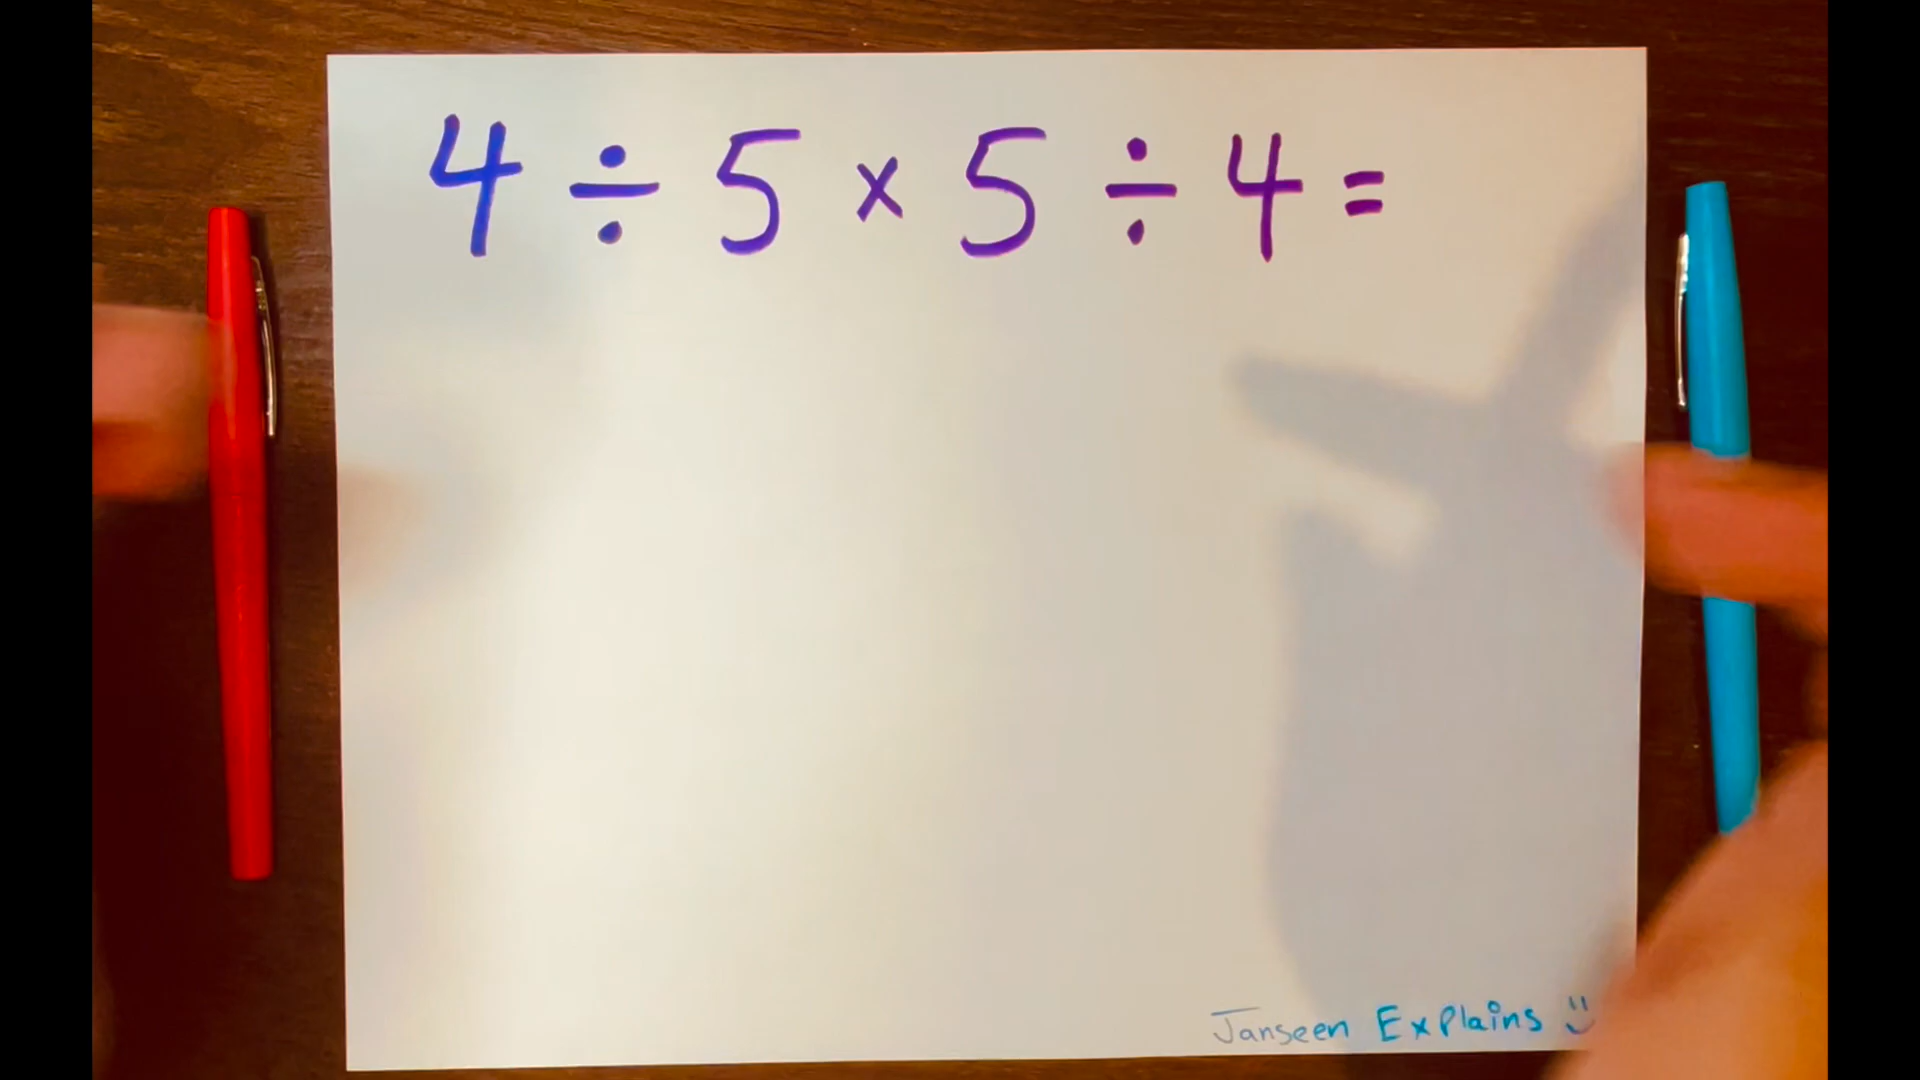 4 ÷ 5 × 5 ÷ 4 =
Janseen Explains :)